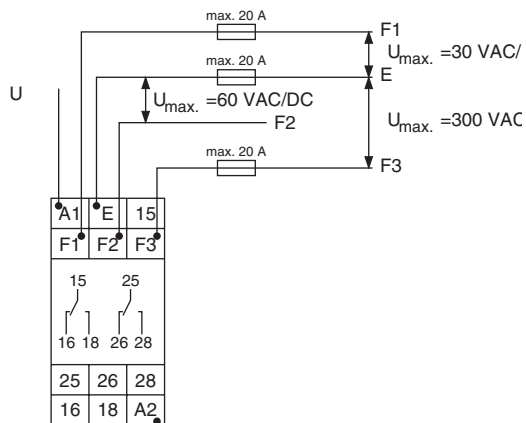 max. 20 A
F1
Umax. =30 VAC/
max. 20 A
E
U
Umax. =60 VAC/DC
F2
Umax. =300 VAC
max. 20 A
F3
A1 E 15
F1 F2 F3
15 25
16 18 26 28
25 26 28
16 18 A2